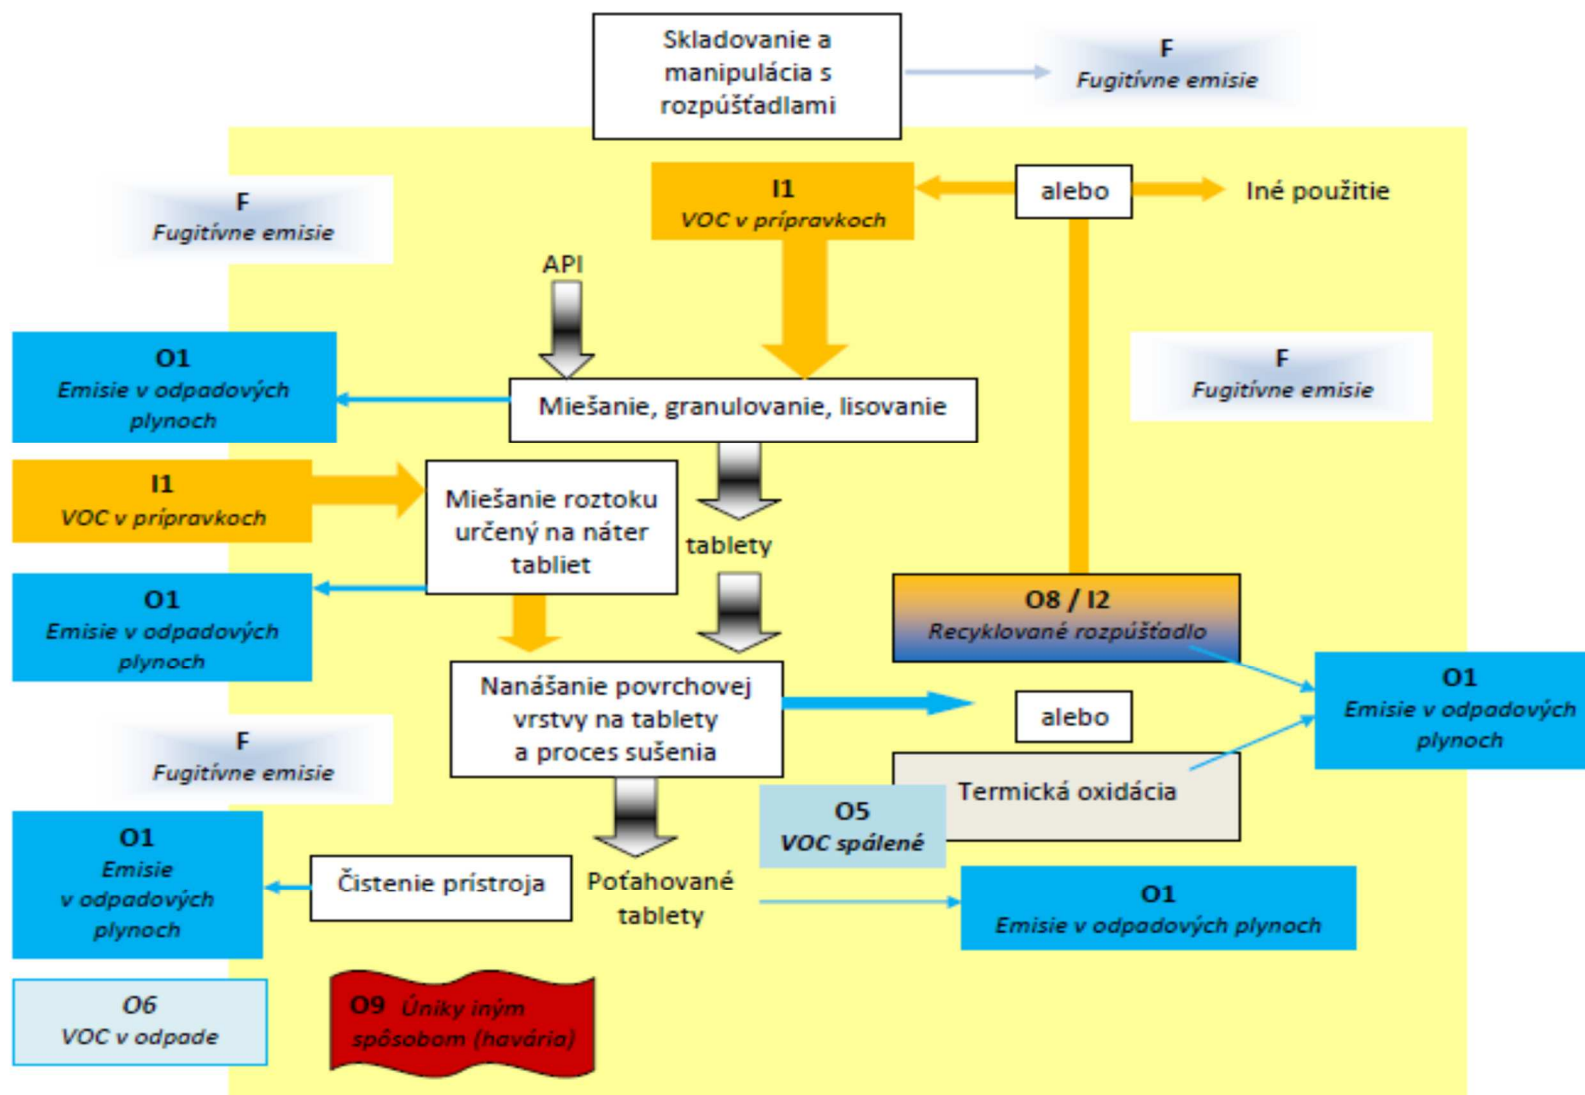 Skladovanie a
manipulácia s
rozpúšťadlami
F
Fugitívne emisie
I1
VOC v prípravkoch
alebo
Iné použitie
F
Fugitívne emisie
API
O1
Emisie v odpadových
plynoch
Miešanie, granulovanie, lisovanie
F
Fugitívne emisie
I1
VOC v prípravkoch
Miešanie roztoku
určený na náter
tabliet
tablety
O1
Emisie v odpadových
plynoch
O8 / I2
Recyklované rozpúšťadlo
Nanášanie povrchovej
vrstvy na tablety
a proces sušenia
alebo
O1
Emisie v odpadových
plynoch
F
Fugitívne emisie
Termická oxidácia
O5
VOC spálené
O1
Emisie
v odpadových
plynoch
Čistenie prístroja
Poťahované
tablety
O1
Emisie v odpadových plynoch
O6
VOC v odpade
O9 Úniky iným
spôsobom (havária)